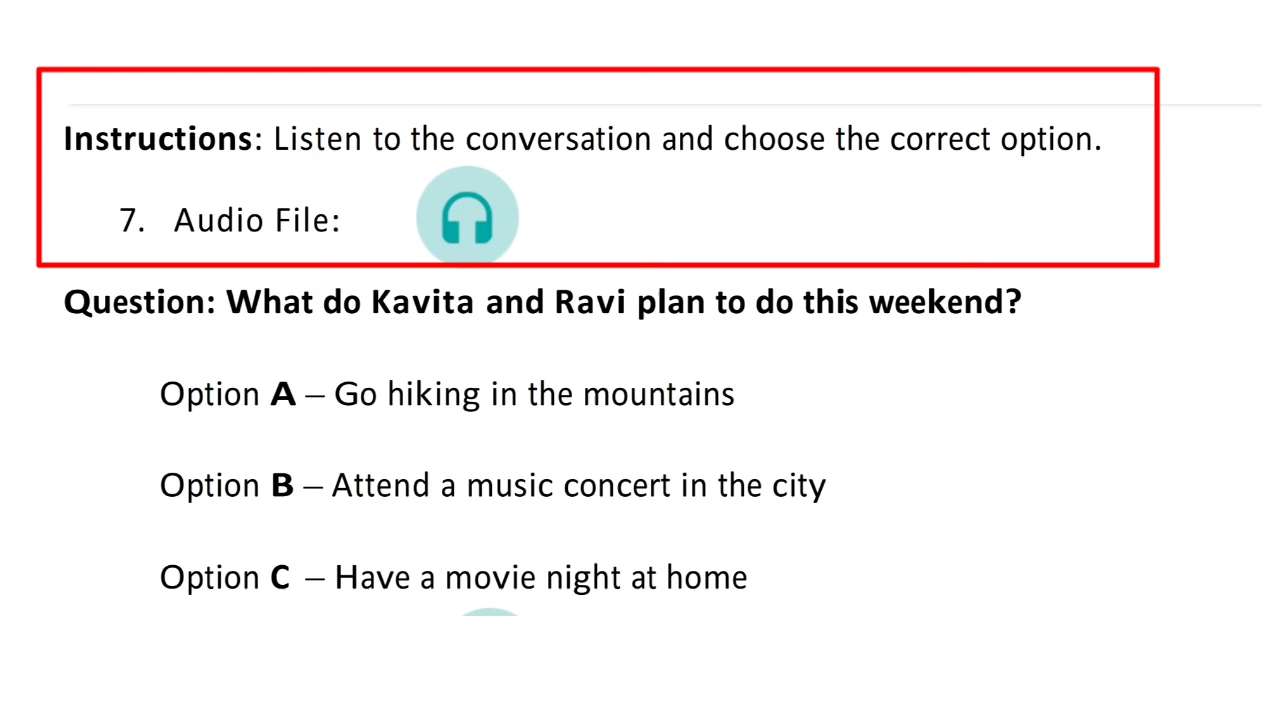 Instructions: Listen to the conversation and choose the correct option.
7. Audio File:
Question: What do Kavita and Ravi plan to do this weekend?
Option A – Go hiking in the mountains
Option B – Attend a music concert in the city
Option C – Have a movie night at home